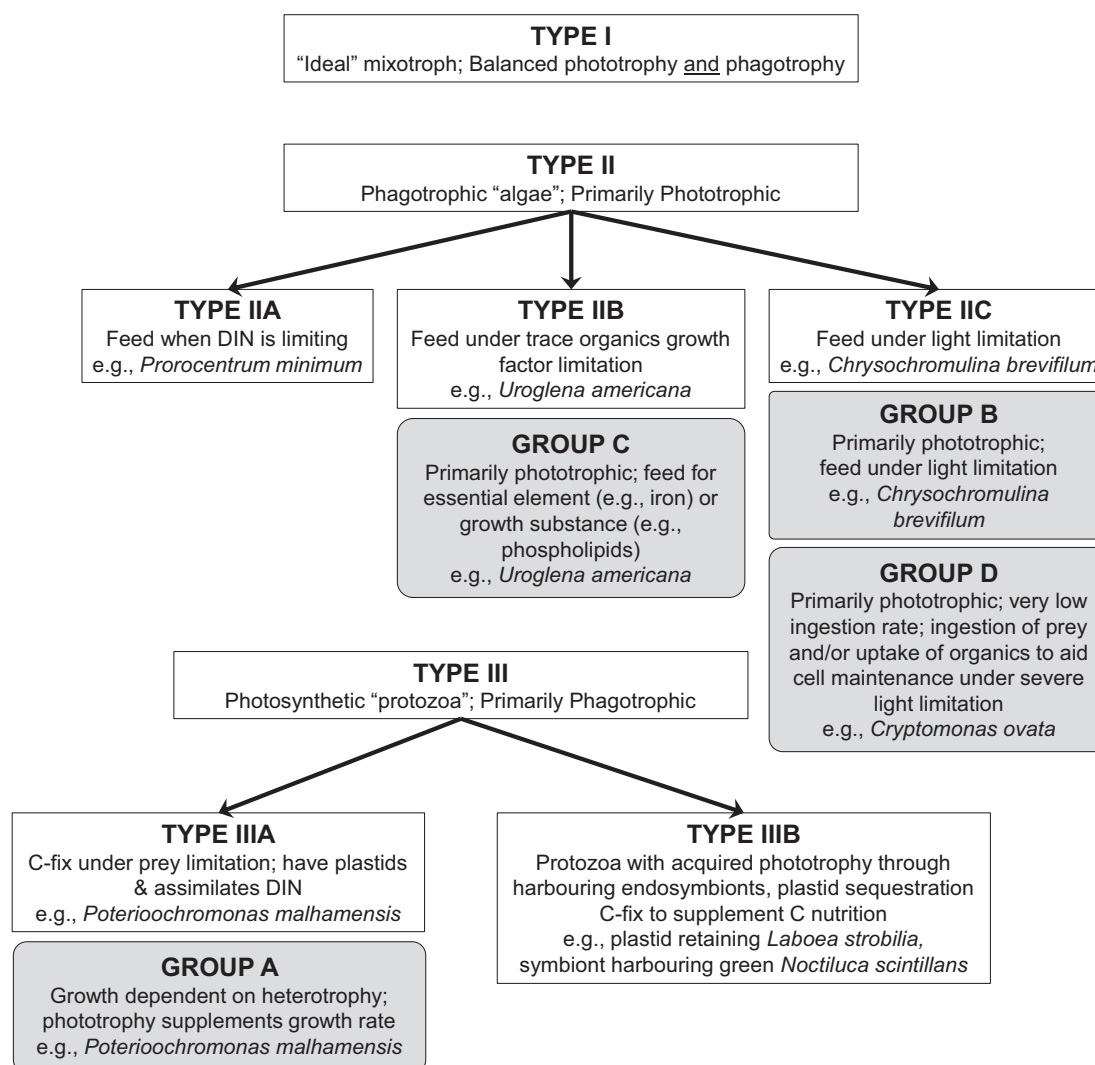 TYPE I
“Ideal” mixotroph; Balanced phototrophy and phagotrophy
TYPE II
Phagotrophic “algae”; Primarily Phototrophic
TYPE IIA
Feed when DIN is limiting
e.g., Prorocentrum minimum
TYPE IIB
Feed under trace organics growth
factor limitation
e.g., Uroglena americana
GROUP C
Primarily phototrophic; feed for
essential element (e.g., iron) or
growth substance (e.g.,
phospholipids)
e.g., Uroglena americana
TYPE IIC
Feed under light limitation
e.g., Chrysochromulina brevifilum
GROUP B
Primarily phototrophic;
feed under light limitation
e.g., Chrysochromulina
brevifilum
GROUP D
Primarily phototrophic; very low
ingestion rate; ingestion of prey
and/or uptake of organics to aid
cell maintenance under severe
light limitation
e.g., Cryptomonas ovata
TYPE III
Photosynthetic “protozoa”; Primarily Phagotrophic
TYPE IIIA
C-fix under prey limitation; have plastids
& assimilates DIN
e.g., Poterioochromonas malhamensis
GROUP A
Growth dependent on heterotrophy;
phototrophy supplements growth rate
e.g., Poterioochromonas malhamensis
TYPE IIIB
Protozoa with acquired phototrophy through
harbouring endosymbionts, plastid sequestration
C-fix to supplement C nutrition
e.g., plastid retaining Laboea strobilia,
symbiont harbouring green Noctiluca scintillans